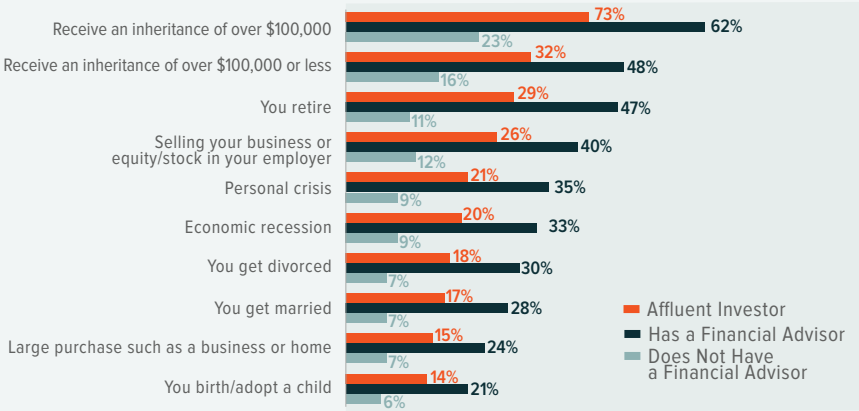 Receive an inheritance of over $100,000
73%
62%
23%
Receive an inheritance of over $100,000 or less
32%
48%
16%
You retire
29%
47%
11%
Selling your business or
equity/stock in your employer
26%
40%
12%
Personal crisis
21%
35%
9%
Economic recession
20%
33%
9%
You get divorced
18%
30%
7%
You get married
17%
28%
7%
Large purchase such as a business or home
15%
24%
7%
You birth/adopt a child
14%
21%
6%
Affluent Investor
Has a Financial Advisor
Does Not Have
a Financial Advisor